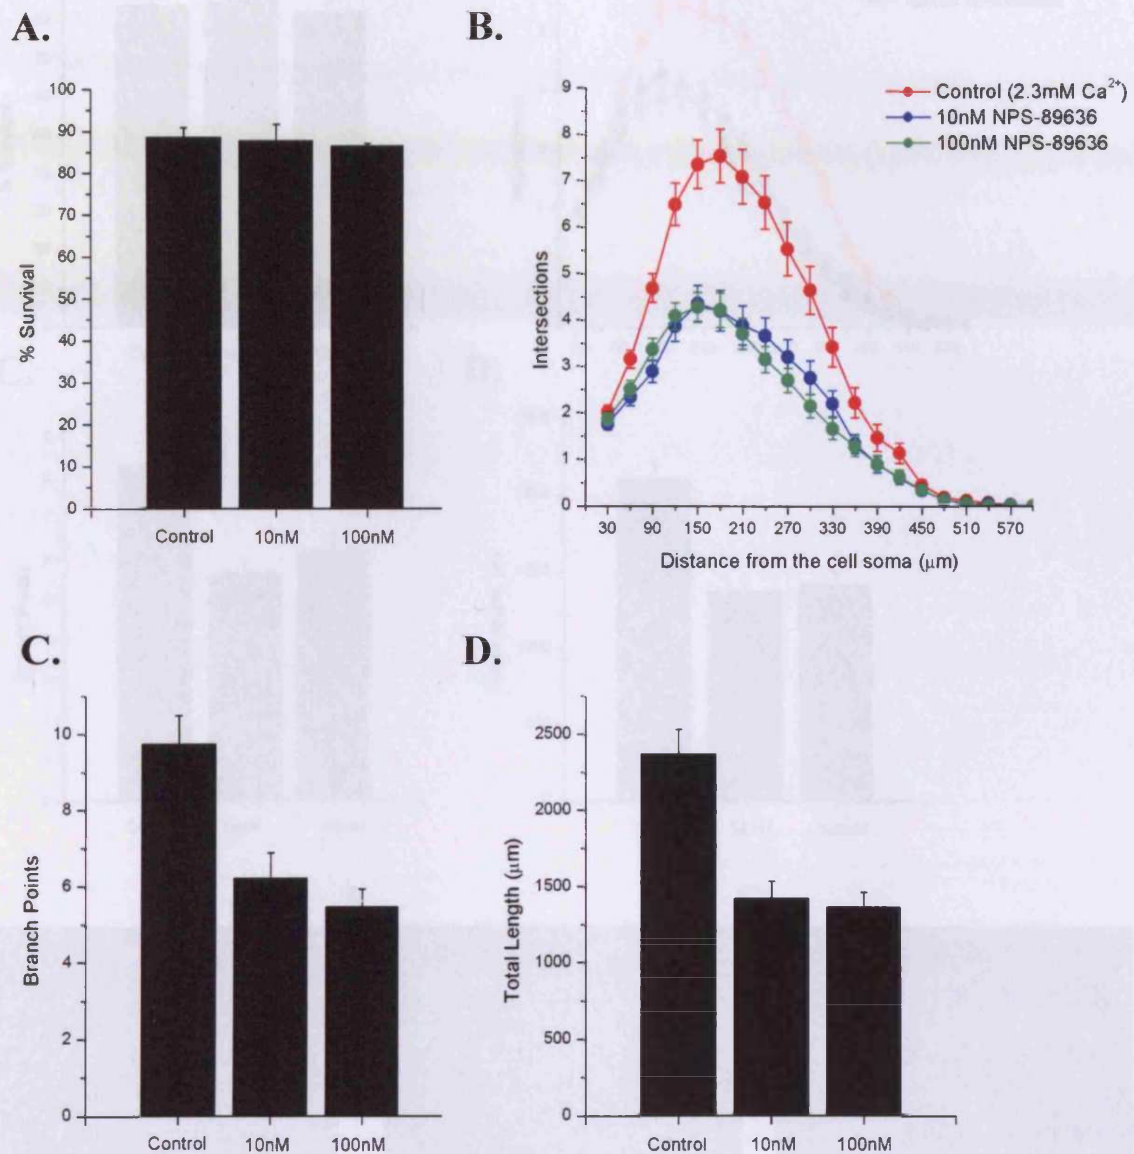 A.
% Survival
100
90
80
70
60
50
40
30
20
10
0
Control 10nM 100nM
B.
Intersections
9
8
7
6
5
4
3
2
1
0
30 90 150 210 270 330 390 450 510 570
Distance from the cell soma (μm)
Control (2.3mM Ca²⁺)
10nM NPS-89636
100nM NPS-89636
C.
Branch Points
10
8
6
4
2
0
Control 10nM 100nM
D.
Total Length (μm)
2500
2000
1500
1000
500
0
Control 10nM 100nM